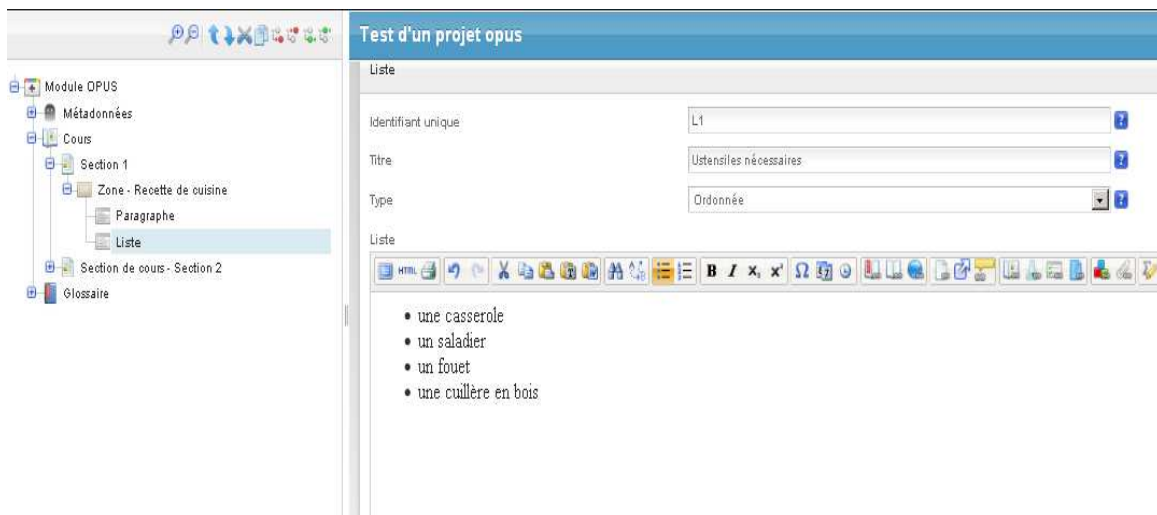 Test d'un projet opus
Module OPUS
Métadonnées
Cours
Section 1
Zone - Recette de cuisine
Paragraphe
Liste
Section de cours - Section 2
Glossaire
Liste
Identifiant unique
L1
Titre
Ustensiles nécessaires
Type
Ordonnée
Liste
HTML B I x, x² Ω
• une casserole
• un saladier
• un fouet
• une cuillère en bois